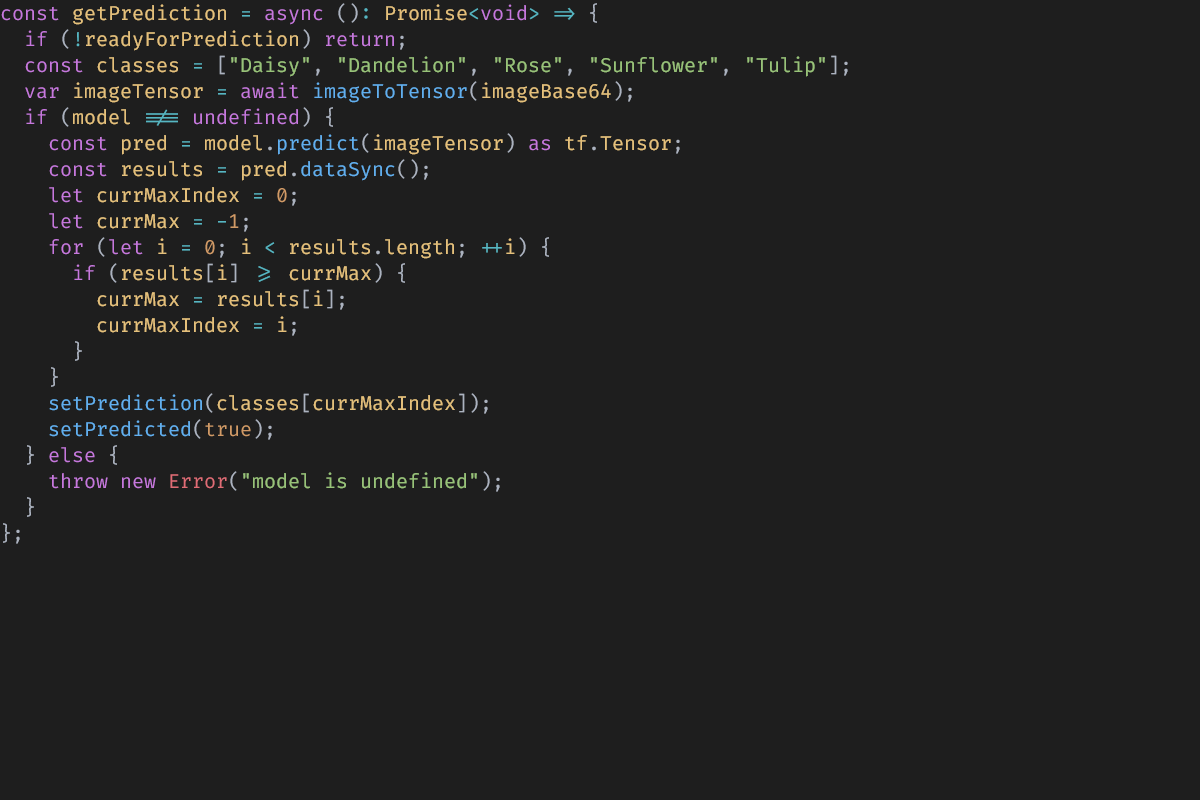 const getPrediction = async (): Promise<void> => {
  if (!readyForPrediction) return;
  const classes = ["Daisy", "Dandelion", "Rose", "Sunflower", "Tulip"];
  var imageTensor = await imageToTensor(imageBase64);
  if (model !== undefined) {
    const pred = model.predict(imageTensor) as tf.Tensor;
    const results = pred.dataSync();
    let currMaxIndex = 0;
    let currMax = -1;
    for (let i = 0; i < results.length; ++i) {
      if (results[i] >= currMax) {
        currMax = results[i];
        currMaxIndex = i;
      }
    }
    setPrediction(classes[currMaxIndex]);
    setPredicted(true);
  } else {
    throw new Error("model is undefined");
  }
};